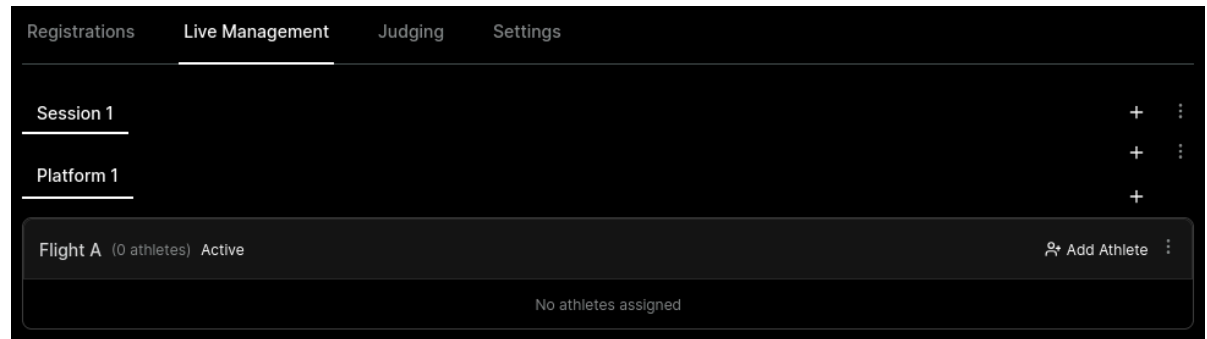 Registrations Live Management Judging Settings
Session 1
Platform 1
Flight A (0 athletes) Active Add Athlete
No athletes assigned